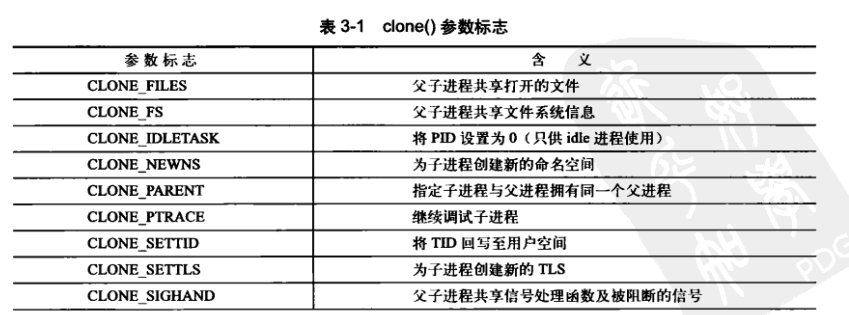 表 3-1 clone() 参数标志
参数标志 含 义
CLONE_FILES 父子进程共享打开的文件
CLONE_FS 父子进程共享文件系统信息
CLONE_IDLETASK 将 PID 设置为 0（只供 idle 进程使用）
CLONE_NEWNS 为子进程创建新的命名空间
CLONE_PARENT 指定子进程与父进程拥有同一个父进程
CLONE_PTRACE 继续调试子进程
CLONE_SETTID 将 TID 回写至用户空间
CLONE_SETTLS 为子进程创建新的 TLS
CLONE_SIGHAND 父子进程共享信号处理函数及被阻断的信号
PDG